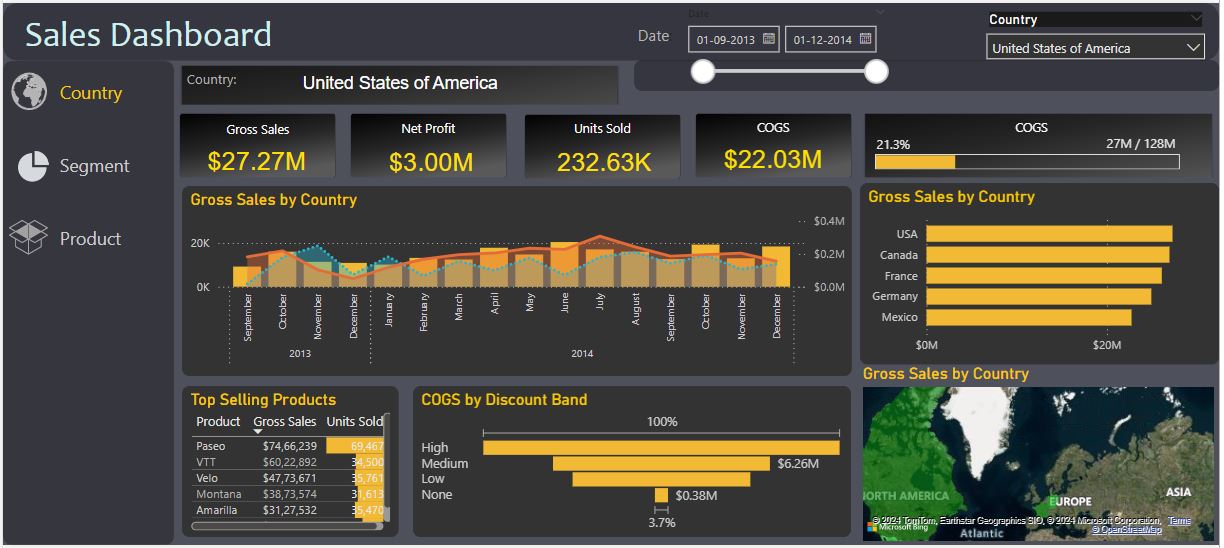 Sales Dashboard
Date
Date
01-09-2013
01-12-2014
Country
United States of America
Country
Segment
Product
Country:
United States of America
Gross Sales
$27.27M
Net Profit
$3.00M
Units Sold
232.63K
COGS
$22.03M
COGS
21.3%
27M / 128M
Gross Sales by Country
20K
0K
$0.4M
$0.2M
$0.0M
September
October
November
December
January
February
March
April
May
June
July
August
September
October
November
December
2013
2014
Gross Sales by Country
USA
Canada
France
Germany
Mexico
$0M
$20M
Top Selling Products
Product Gross Sales Units Sold
Paseo $74,66,239 69,467
VTT $60,22,892 34,500
Velo $47,73,671 35,761
Montana $38,73,574 31,613
Amarilla $31,27,532 35,470
COGS by Discount Band
100%
High
Medium
$6.26M
Low
None
$0.38M
3.7%
Gross Sales by Country
NORTH AMERICA
EUROPE
ASIA
Atlantic
Microsoft Bing
© 2024 TomTom, Earthstar Geographics SIO, © 2024 Microsoft Corporation, Terms
© OpenStreetMap